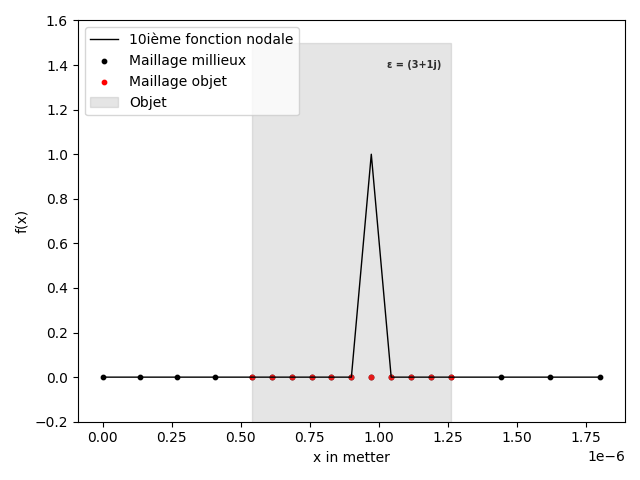 10ième fonction nodale
Maillage millieux
Maillage objet
Objet
ε = (3+1j)
1.6
1.4
1.2
1.0
0.8
0.6
0.4
0.2
0.0
−0.2
f(x)
0.00 0.25 0.50 0.75 1.00 1.25 1.50 1.75
1e−6
x in metter